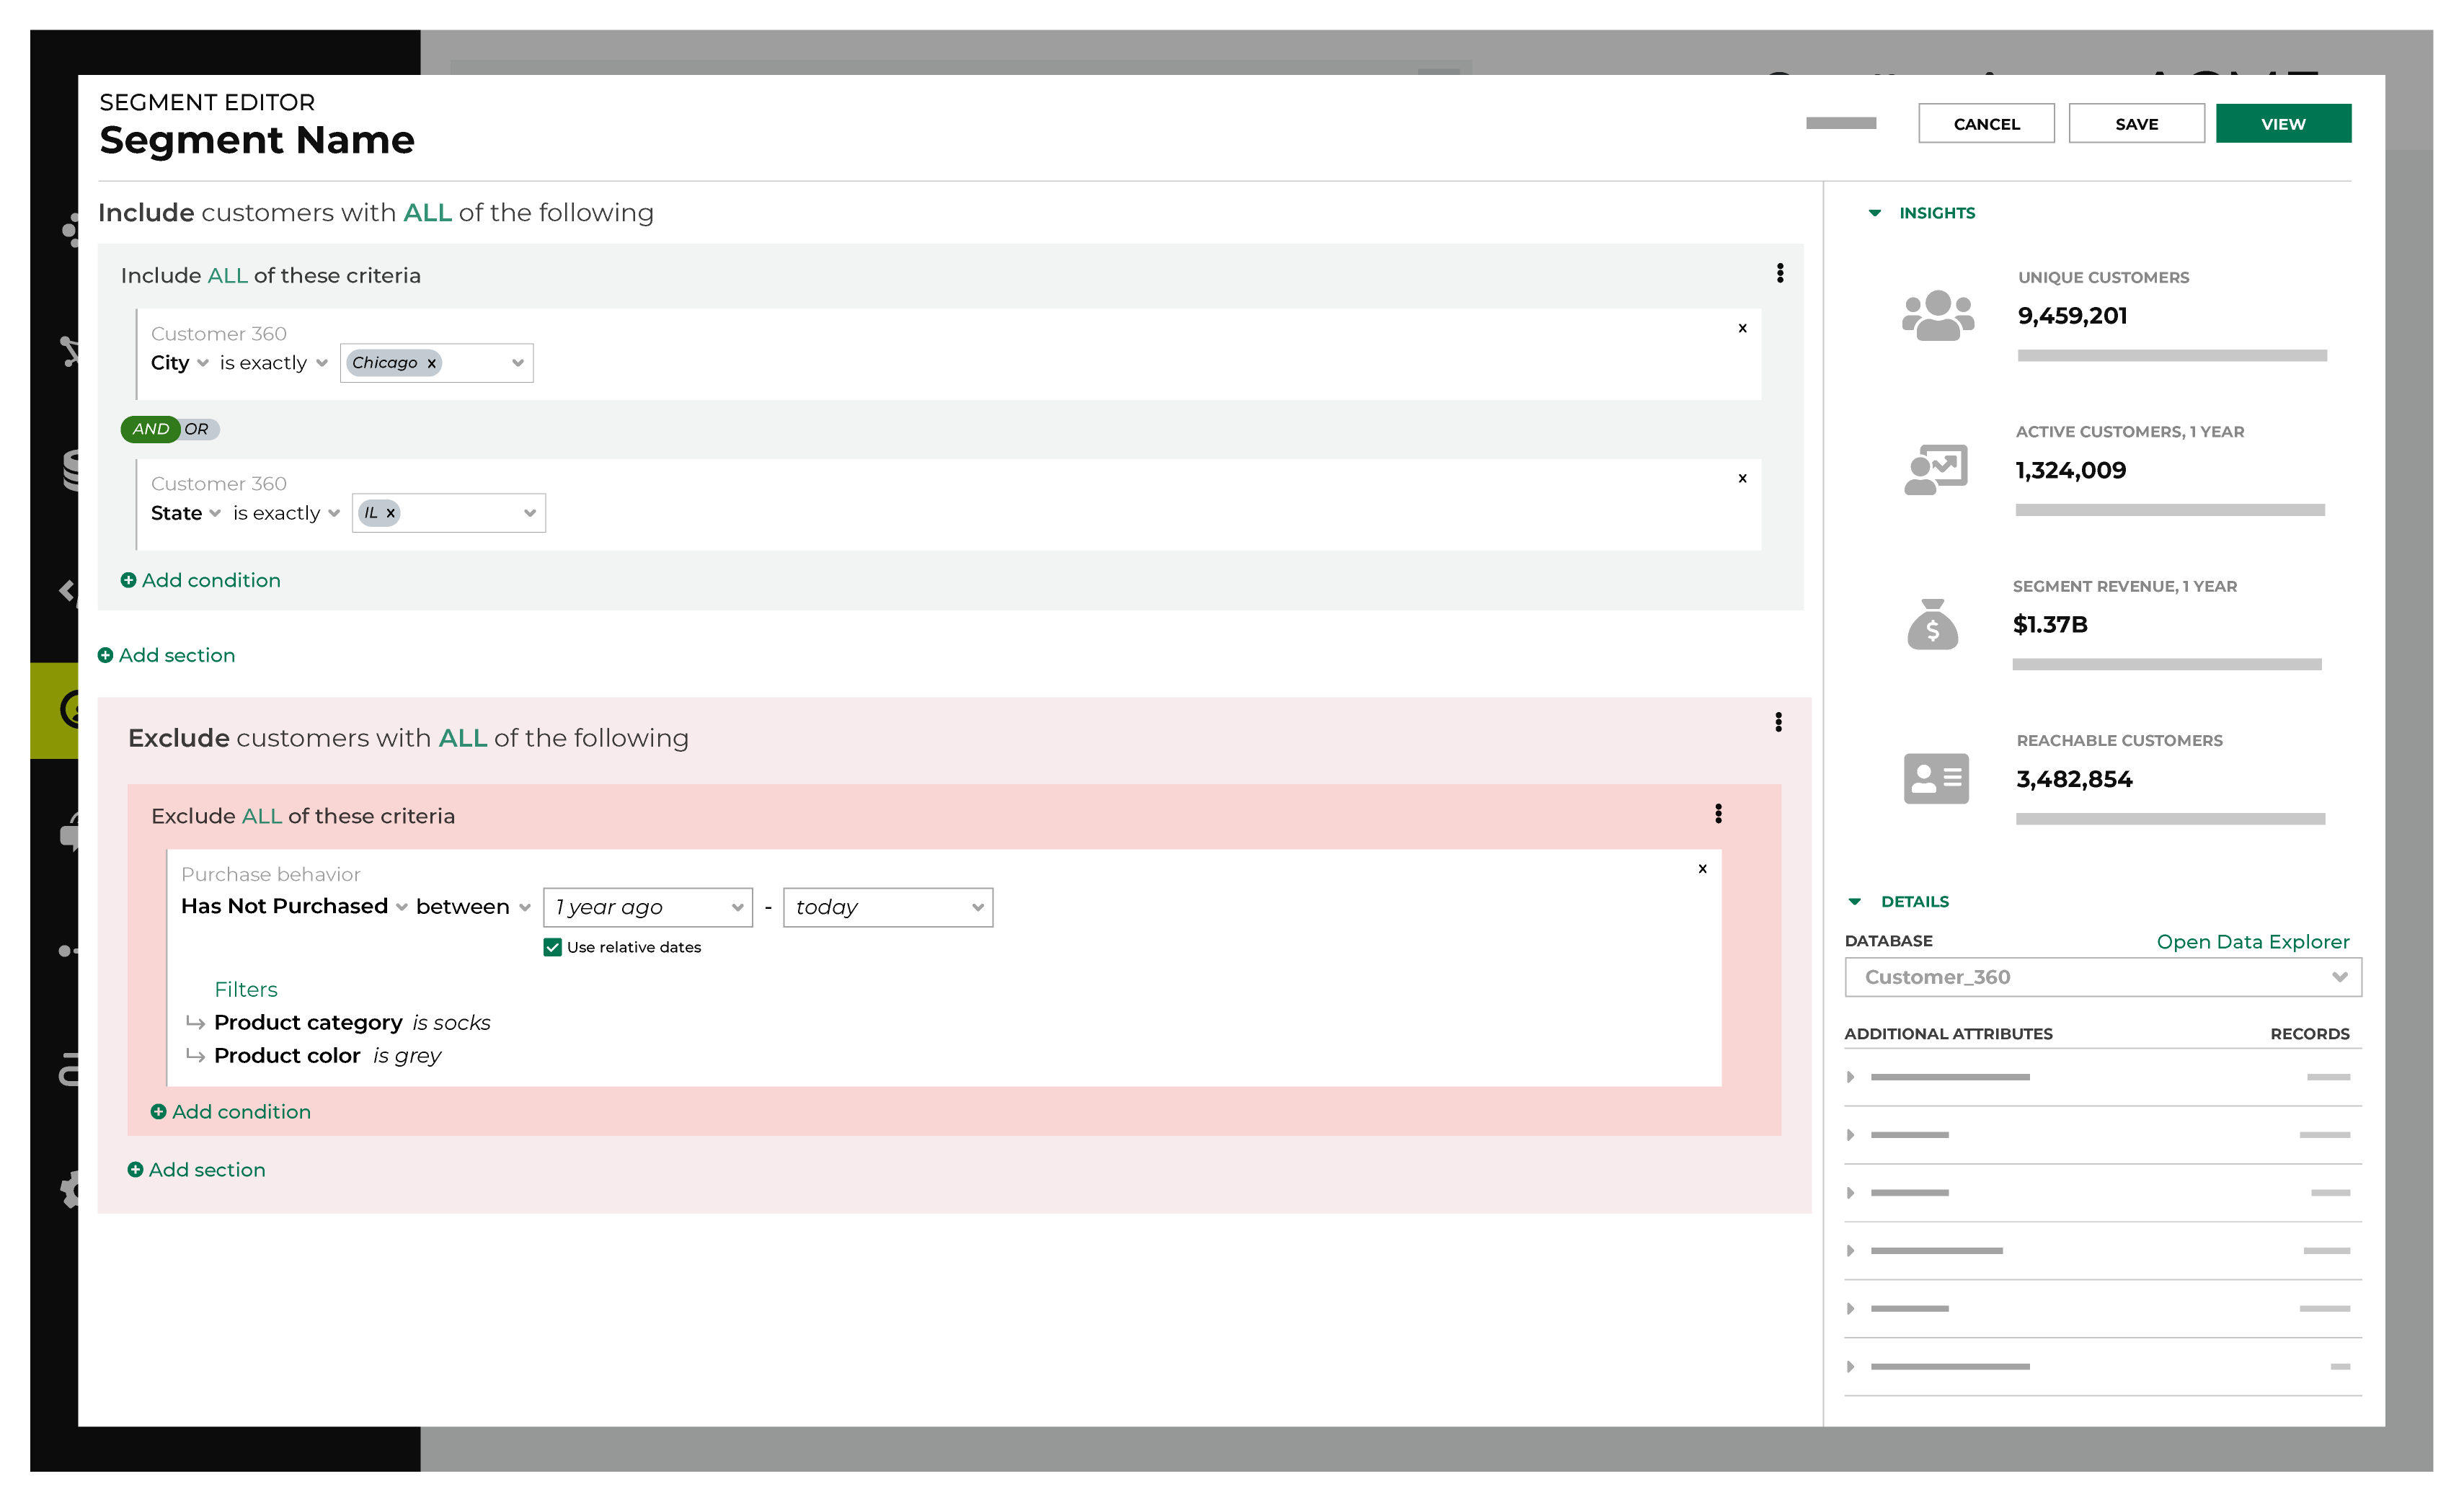 SEGMENT EDITOR
Segment Name
CANCEL
SAVE
VIEW
Include customers with ALL of the following
Include ALL of these criteria
Customer 360
City is exactly Chicago x
x
AND OR
Customer 360
State is exactly IL x
x
Add condition
Add section
Exclude customers with ALL of the following
Exclude ALL of these criteria
Purchase behavior
x
Has Not Purchased between 1 year ago - today
Use relative dates
Filters
Product category is socks
Product color is grey
Add condition
Add section
INSIGHTS
UNIQUE CUSTOMERS
9,459,201
ACTIVE CUSTOMERS, 1 YEAR
1,324,009
SEGMENT REVENUE, 1 YEAR
$1.37B
REACHABLE CUSTOMERS
3,482,854
DETAILS
DATABASE
Open Data Explorer
Customer_360
ADDITIONAL ATTRIBUTES
RECORDS